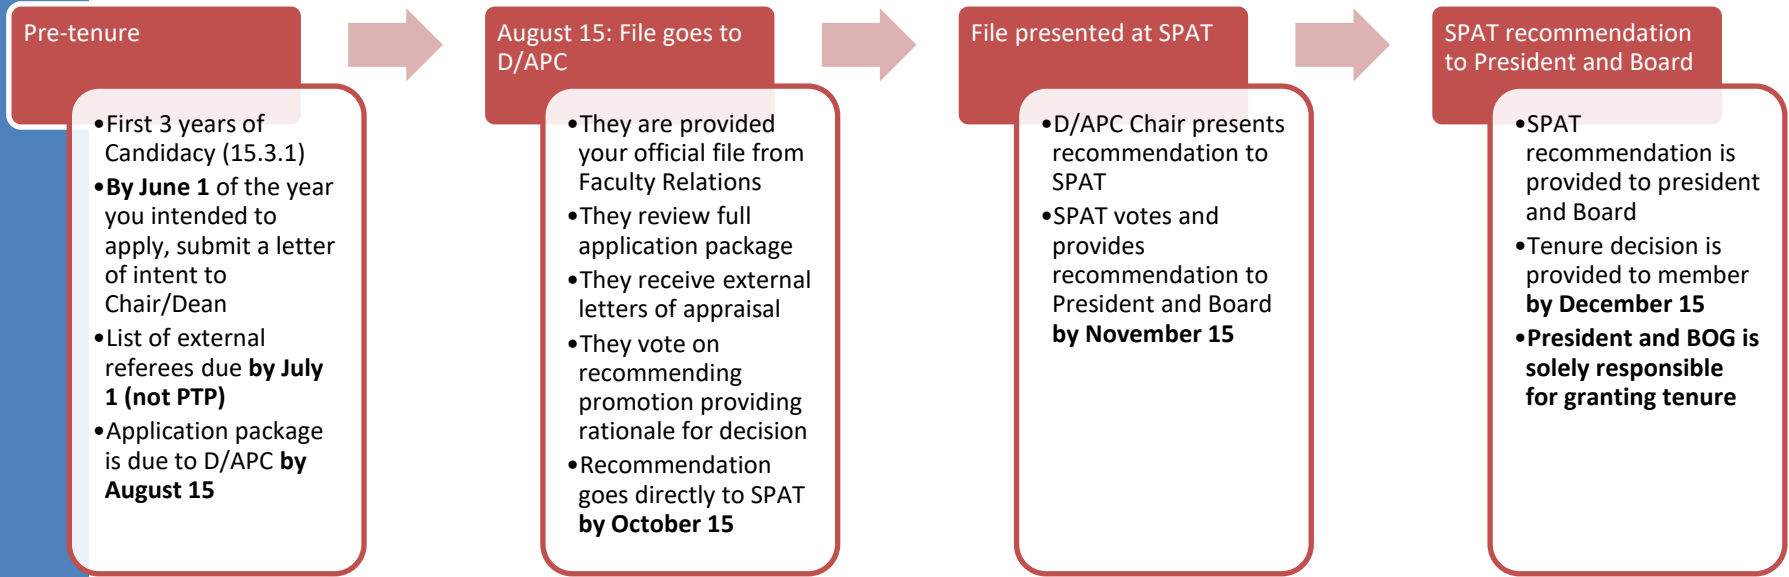 Pre-tenure
•First 3 years of
Candidacy (15.3.1)
•By June 1 of the year
you intended to
apply, submit a letter
of intent to
Chair/Dean
•List of external
referees due by July
1 (not PTP)
•Application package
is due to D/APC by
August 15
August 15: File goes to
D/APC
•They are provided
your official file from
Faculty Relations
•They review full
application package
•They receive external
letters of appraisal
•They vote on
recommending
promotion providing
rationale for decision
•Recommendation
goes directly to SPAT
by October 15
File presented at SPAT
•D/APC Chair presents
recommendation to
SPAT
•SPAT votes and
provides
recommendation to
President and Board
by November 15
SPAT recommendation
to President and Board
•SPAT
recommendation is
provided to president
and Board
•Tenure decision is
provided to member
by December 15
•President and BOG is
solely responsible
for granting tenure